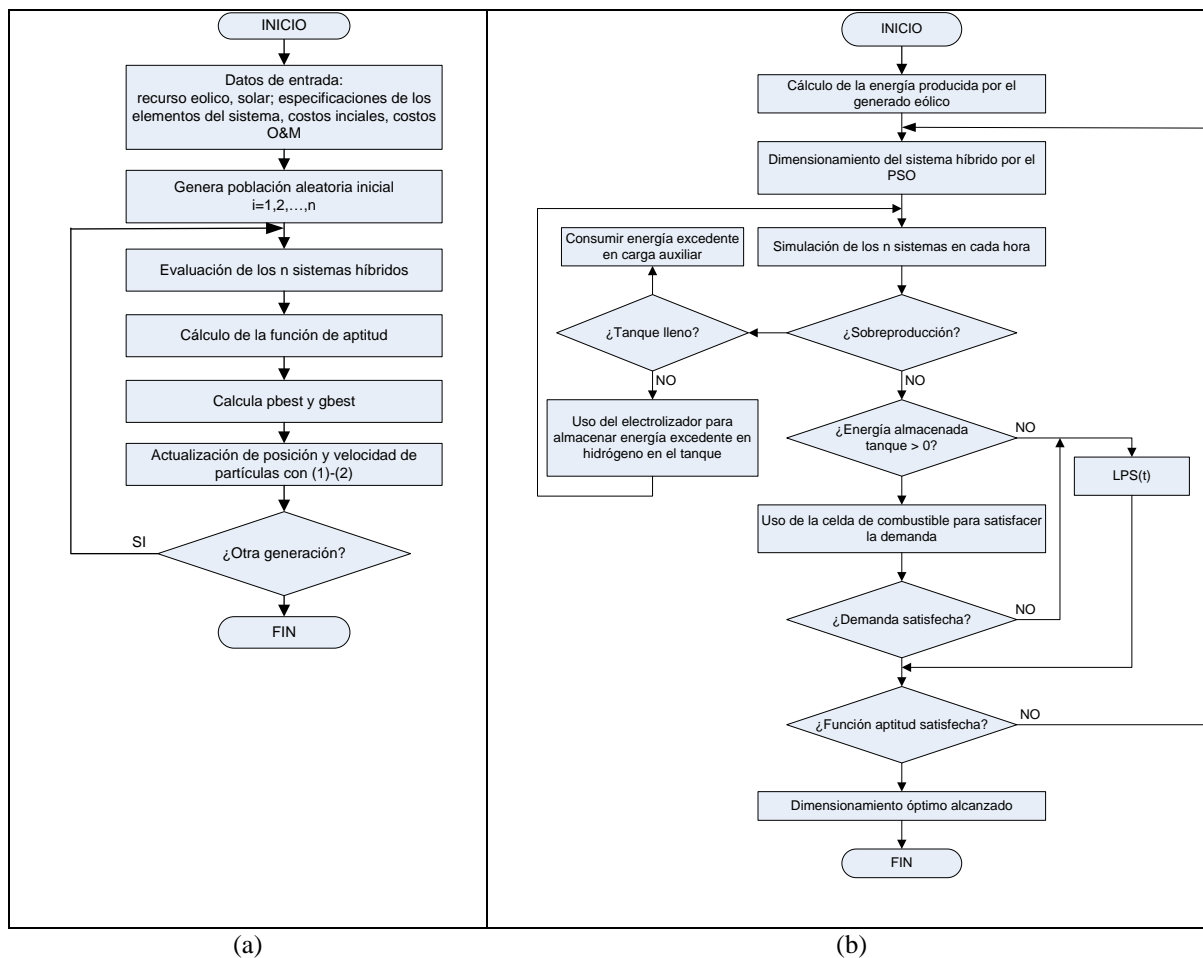 INICIO
Datos de entrada:
recurso eolico, solar; especificaciones de los
elementos del sistema, costos inciales, costos
O&M
Genera población aleatoria inicial
i=1,2,…,n
Evaluación de los n sistemas híbridos
Cálculo de la función de aptitud
Calcula pbest y gbest
Actualización de posición y velocidad de
partículas con (1)-(2)
SI
¿Otra generación?
FIN
(a)
INICIO
Cálculo de la energía producida por el
generado eólico
Dimensionamiento del sistema híbrido por el
PSO
Simulación de los n sistemas en cada hora
Consumir energía excedente
en carga auxiliar
¿Tanque lleno?
¿Sobreproducción?
NO
NO
Uso del electrolizador para
almacenar energía excedente en
hidrógeno en el tanque
¿Energía almacenada
tanque > 0?
NO
LPS(t)
Uso de la celda de combustible para satisfacer
la demanda
¿Demanda satisfecha?
NO
¿Función aptitud satisfecha?
NO
Dimensionamiento óptimo alcanzado
FIN
(b)